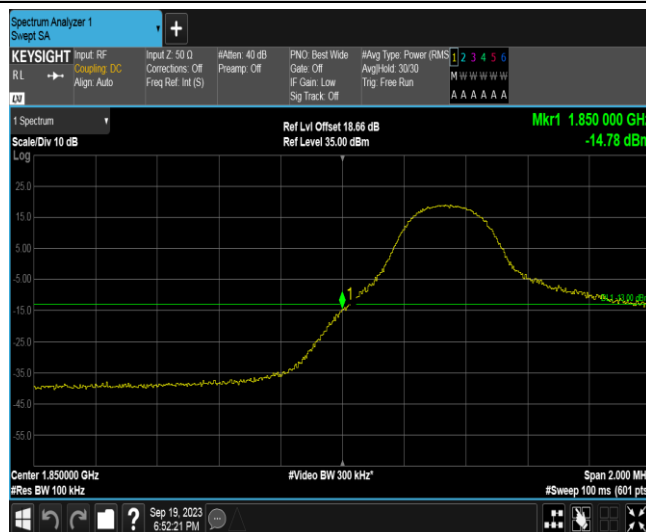 Spectrum Analyzer 1
Swept SA
KEYSIGHT
RL
Input: RF
Coupling: DC
Align: Auto
Input Z: 50 Ω
Corrections: Off
Freq Ref: Int (S)
#Atten: 40 dB
Preamp: Off
PNO: Best Wide
Gate: Off
IF Gain: Low
Sig Track: Off
#Avg Type: Power (RMS
Avg|Hold: 30/30
Trig: Free Run
1 2 3 4 5 6
M W W W W W
A A A A A A
1 Spectrum
Scale/Div 10 dB
Ref Lvl Offset 18.66 dB
Ref Level 35.00 dBm
Mkr1 1.850 000 GHz
-14.78 dBm
Log
25.0
15.0
5.00
-5.00
1
-13.00 dBm
-15.0
-25.0
-35.0
-45.0
-55.0
Center 1.850000 GHz
#Video BW 300 kHz*
Span 2.000 MH
#Res BW 100 kHz
#Sweep 100 ms (601 pts
?
Sep 19, 2023
6:52:21 PM